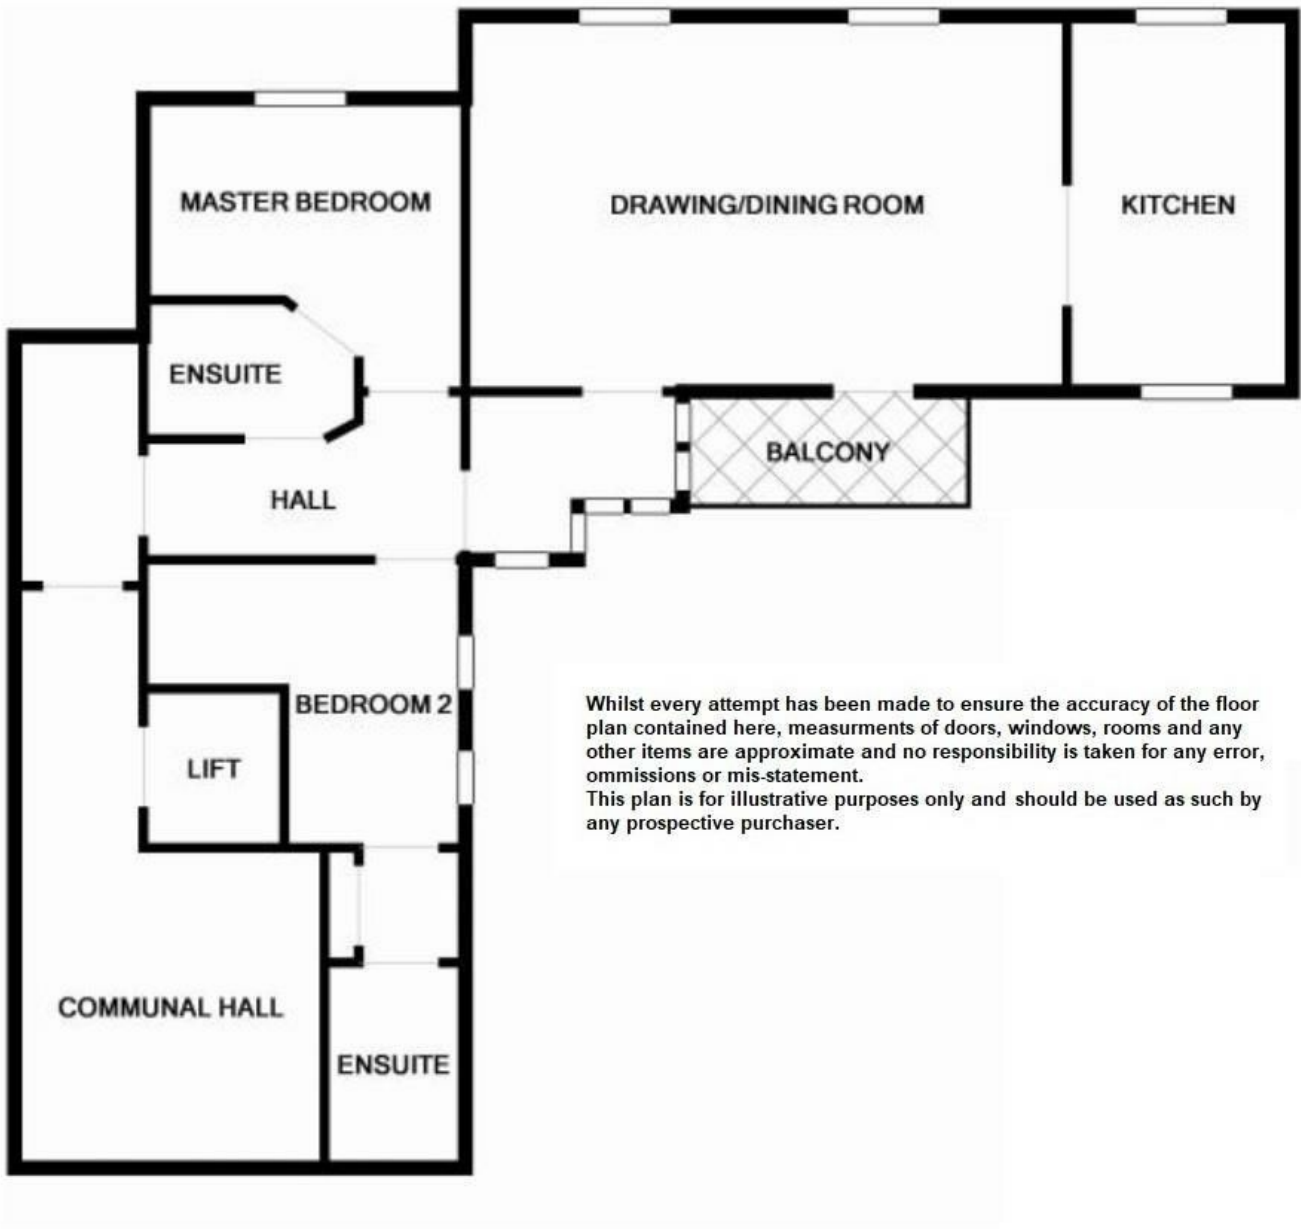 MASTER BEDROOM
DRAWING/DINING ROOM
KITCHEN
ENSUITE
BALCONY
HALL
BEDROOM 2
LIFT
Whilst every attempt has been made to ensure the accuracy of the floor
plan contained here, measurments of doors, windows, rooms and any
other items are approximate and no responsibility is taken for any error,
ommissions or mis-statement.
This plan is for illustrative purposes only and should be used as such by
any prospective purchaser.
COMMUNAL HALL
ENSUITE